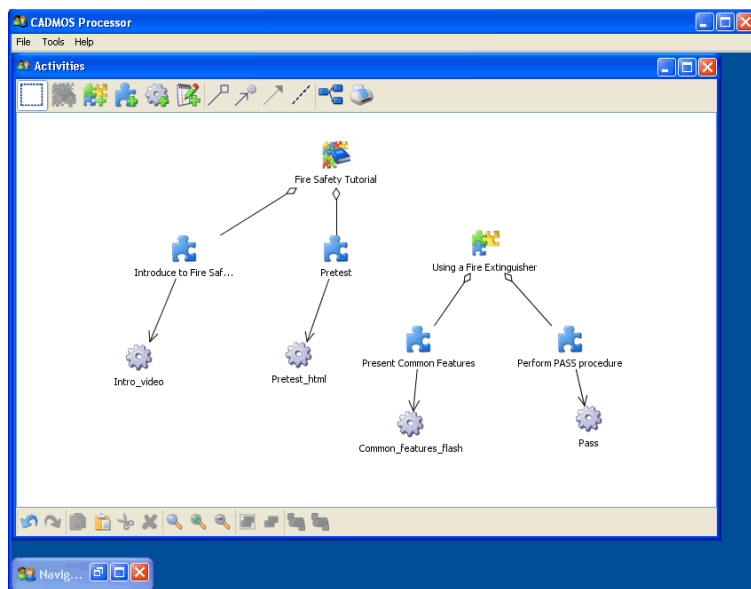 CADMOS Processor
File Tools Help
Activities
Fire Safety Tutorial
Introduce to Fire Saf...
Pretest
Using a Fire Extinguisher
Intro_video
Pretest_html
Present Common Features
Perform PASS procedure
Common_features_flash
Pass
Navig...